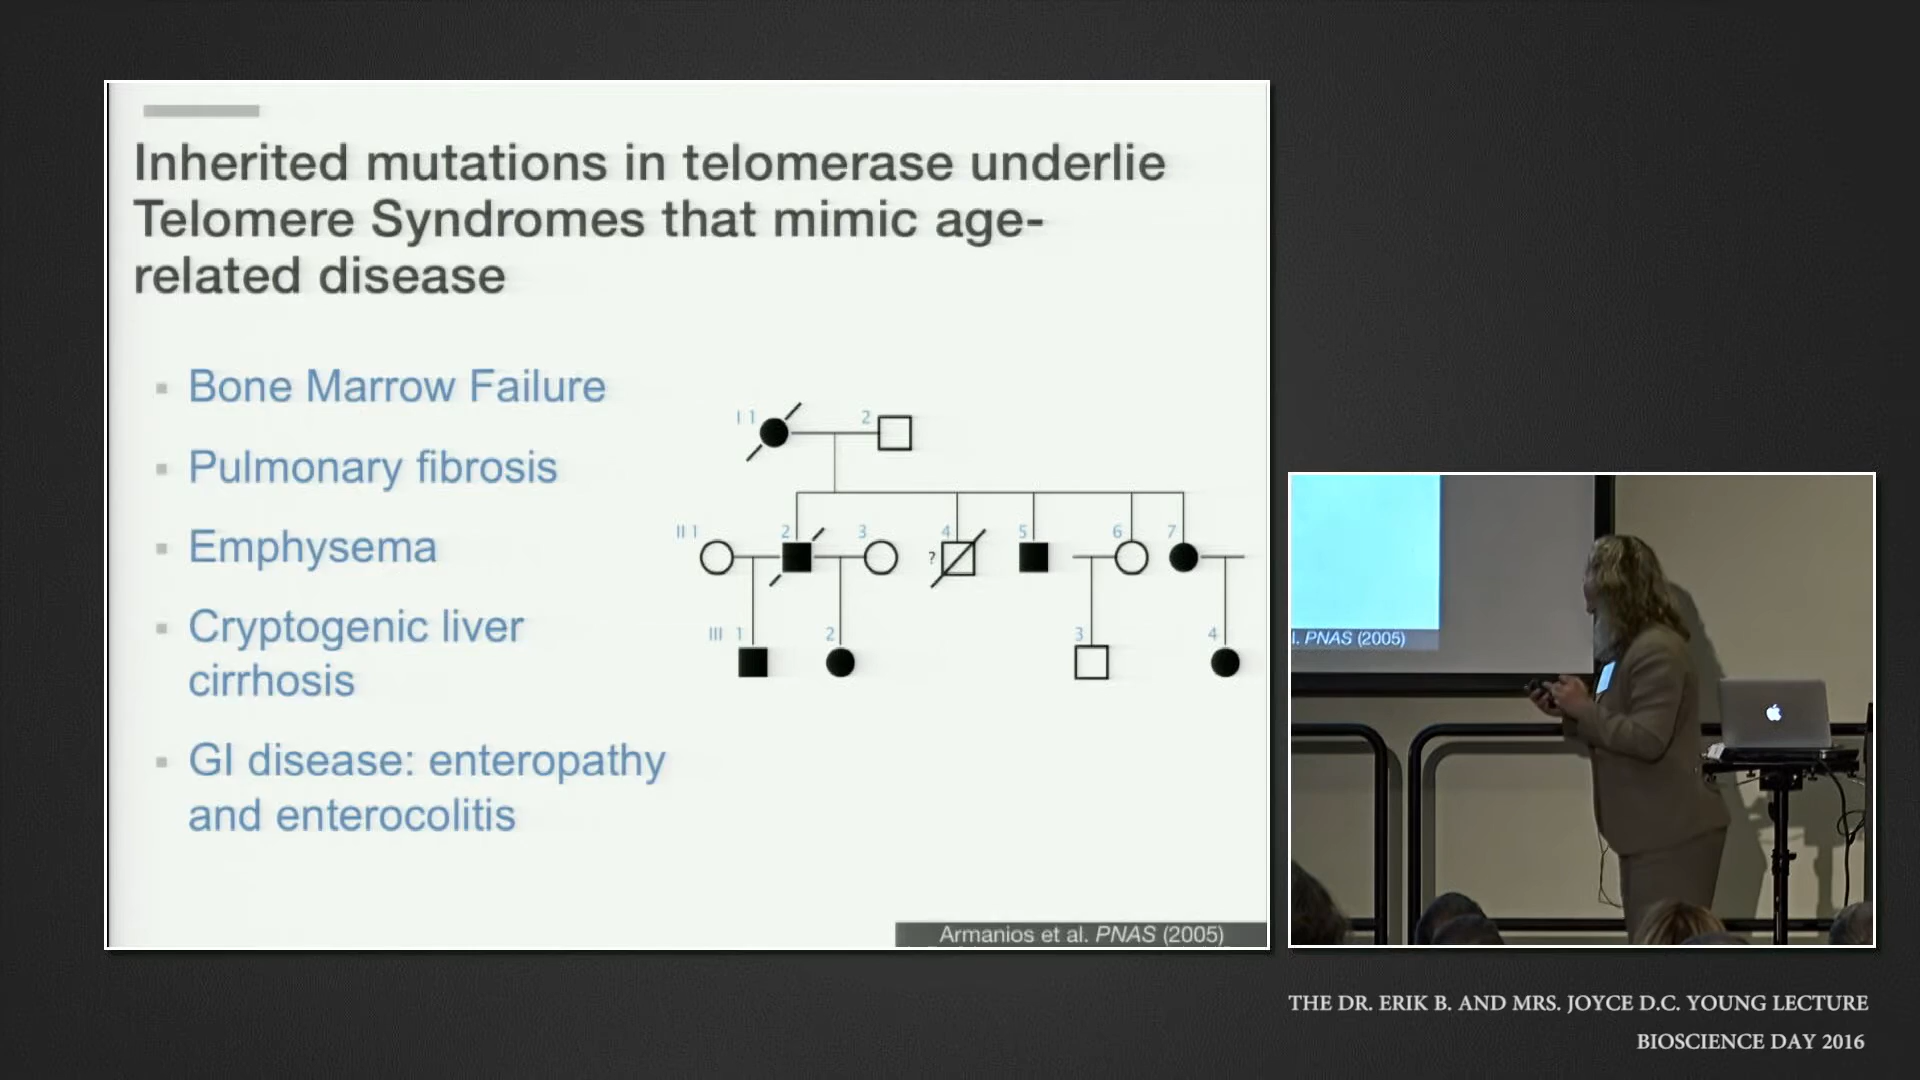 Inherited mutations in telomerase underlie
Telomere Syndromes that mimic age-
related disease
Bone Marrow Failure
Pulmonary fibrosis
Emphysema
Cryptogenic liver
cirrhosis
GI disease: enteropathy
and enterocolitis
I 1
2
II 1
2
3
?
4
5
6
7
III 1
2
3
4
Armanios et al. PNAS (2005)
l. PNAS (2005)
THE DR. ERIK B. AND MRS. JOYCE D.C. YOUNG LECTURE
BIOSCIENCE DAY 2016